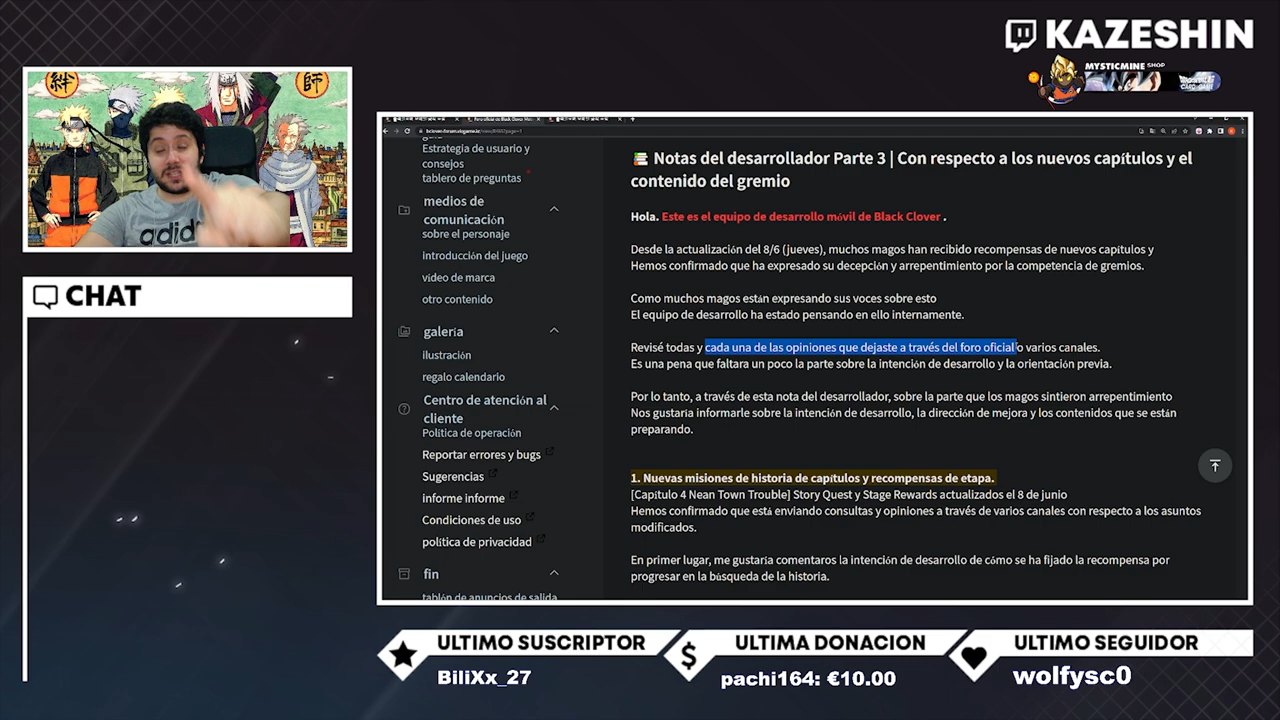 KAZESHIN
MYSTICMINE SHOP
絆
師
adidas
CHAT
Estrategia de usuario y
consejos
tablero de preguntas
medios de
comunicación
sobre el personaje
introducción del juego
vídeo de marca
otro contenido
galería
ilustración
regalo calendario
Centro de atención al
cliente
Política de operación
Reportar errores y bugs
Sugerencias
informe informe
Condiciones de uso
política de privacidad
fin
tablón de anuncios de salida
Notas del desarrollador Parte 3 | Con respecto a los nuevos capítulos y el
contenido del gremio
Hola. Este es el equipo de desarrollo móvil de Black Clover .
Desde la actualización del 8/6 (jueves), muchos magos han recibido recompensas de nuevos capítulos y
Hemos confirmado que ha expresado su decepción y arrepentimiento por la competencia de gremios.
Como muchos magos están expresando sus voces sobre esto
El equipo de desarrollo ha estado pensando en ello internamente.
Revisé todas y cada una de las opiniones que dejaste a través del foro oficial o varios canales.
Es una pena que faltara un poco la parte sobre la intención de desarrollo y la orientación previa.
Por lo tanto, a través de esta nota del desarrollador, sobre la parte que los magos sintieron arrepentimiento
Nos gustaría informarle sobre la intención de desarrollo, la dirección de mejora y los contenidos que se están
preparando.
1. Nuevas misiones de historia de capítulos y recompensas de etapa.
[Capítulo 4 Nean Town Trouble] Story Quest y Stage Rewards actualizados el 8 de junio
Hemos confirmado que está enviando consultas y opiniones a través de varios canales con respecto a los asuntos
modificados.
En primer lugar, me gustaría comentaros la intención de desarrollo de cómo se ha fijado la recompensa por
progresar en la búsqueda de la historia.
ULTIMO SUSCRIPTOR
BiliXx_27
ULTIMA DONACION
pachi164: €10.00
ULTIMO SEGUIDOR
wolfysc0